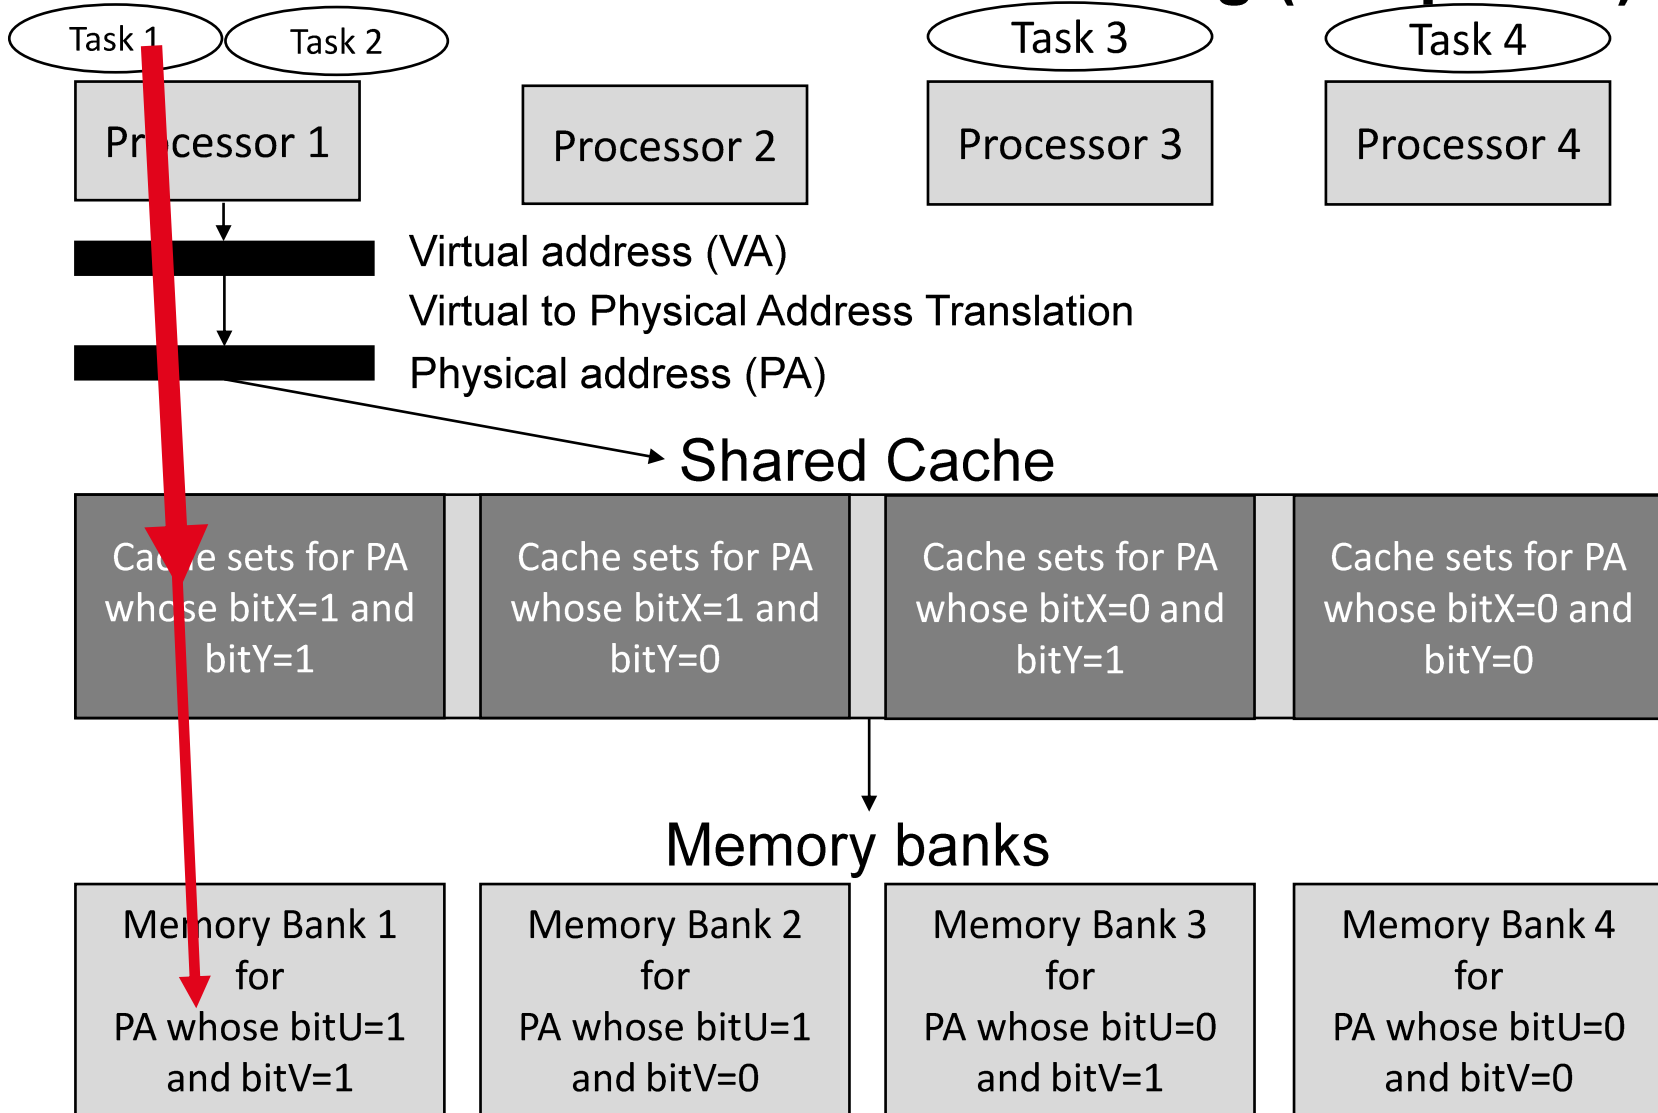 Task 1
Task 2
Task 3
Task 4
Processor 1
Processor 2
Processor 3
Processor 4
Virtual address (VA)
Virtual to Physical Address Translation
Physical address (PA)
Shared Cache
Cache sets for PA
whose bitX=1 and
bitY=1
Cache sets for PA
whose bitX=1 and
bitY=0
Cache sets for PA
whose bitX=0 and
bitY=1
Cache sets for PA
whose bitX=0 and
bitY=0
Memory banks
Memory Bank 1
for
PA whose bitU=1
and bitV=1
Memory Bank 2
for
PA whose bitU=1
and bitV=0
Memory Bank 3
for
PA whose bitU=0
and bitV=1
Memory Bank 4
for
PA whose bitU=0
and bitV=0